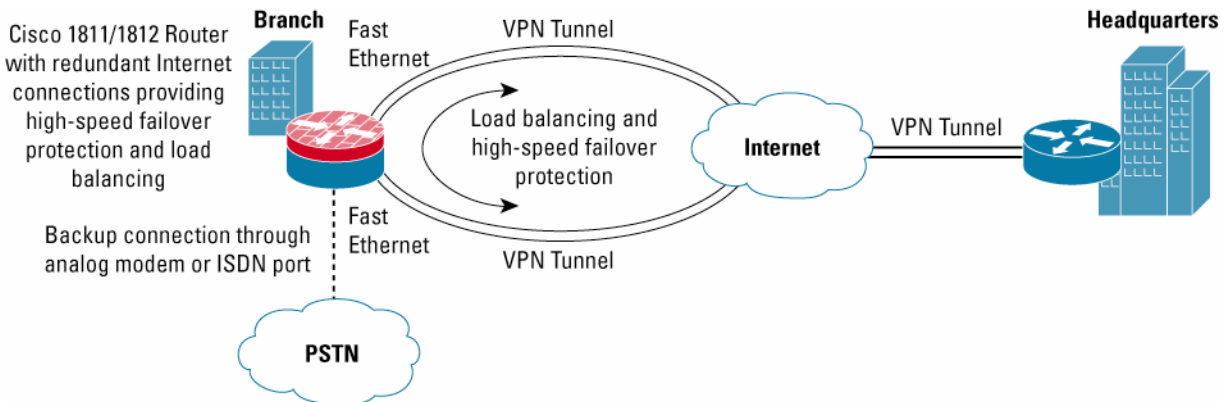 Branch
Cisco 1811/1812 Router
with redundant Internet
connections providing
high-speed failover
protection and load
balancing
Fast
Ethernet
VPN Tunnel
Load balancing and
high-speed failover
protection
Fast
Ethernet
VPN Tunnel
Internet
VPN Tunnel
Headquarters
Backup connection through
analog modem or ISDN port
PSTN